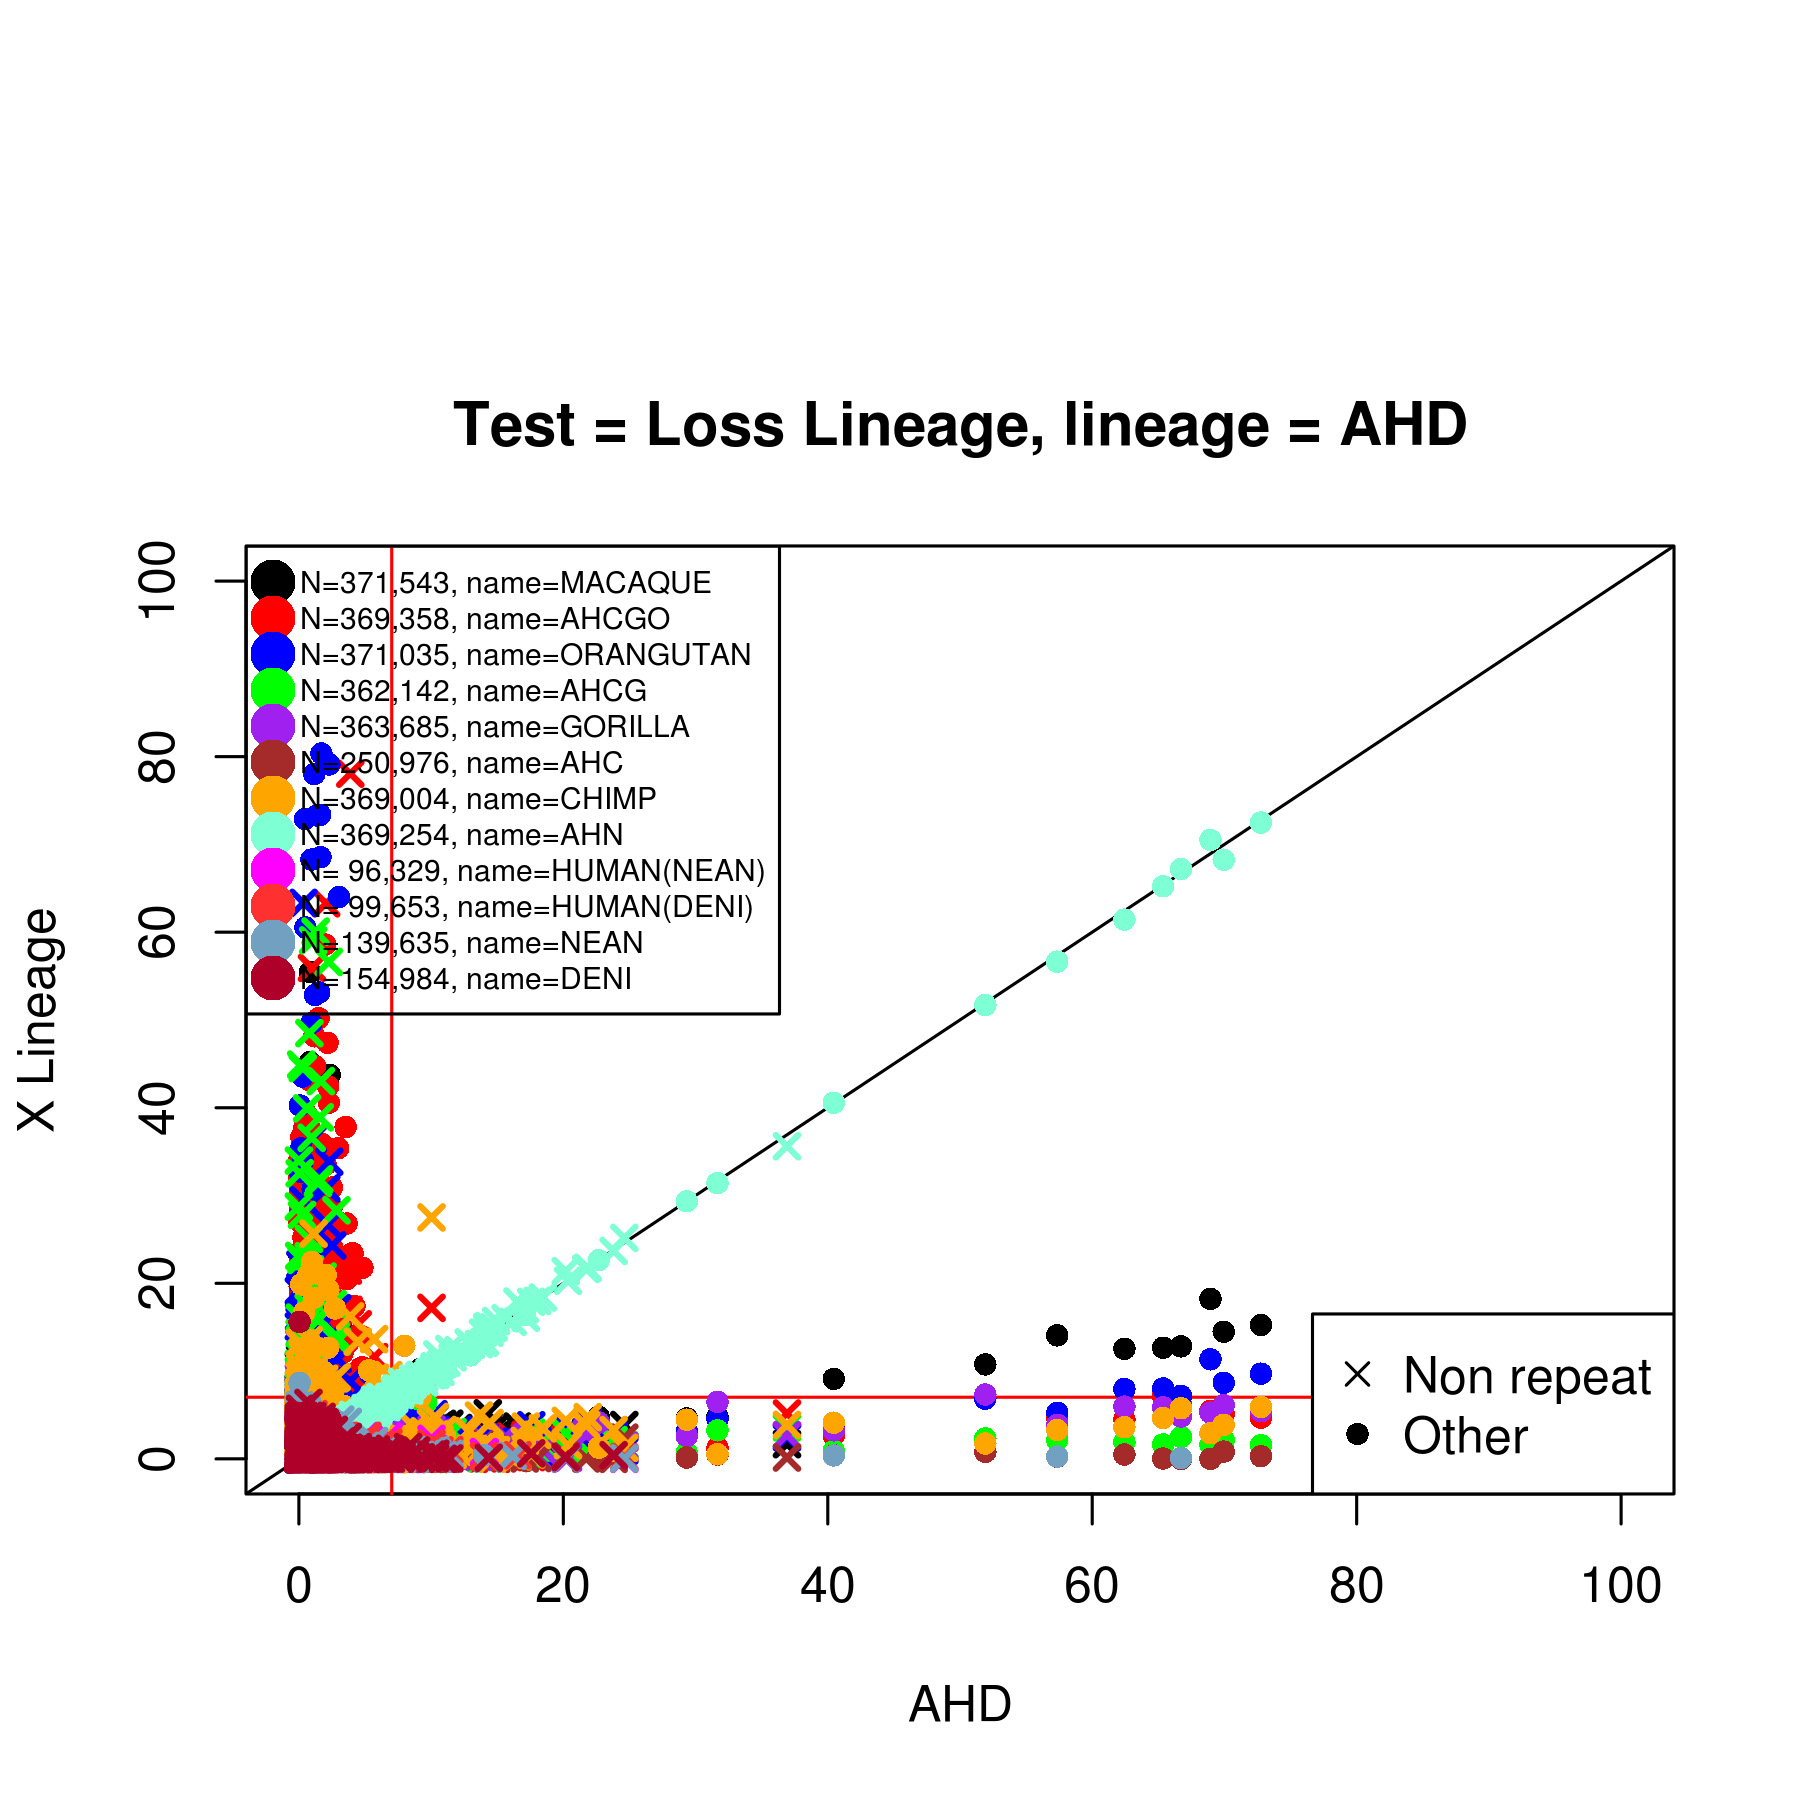 Test = Loss Lineage, lineage = AHD
100
80
60
40
20
0
X Lineage
N=371,543, name=MACAQUE
N=369,358, name=AHCGO
N=371,035, name=ORANGUTAN
N=362,142, name=AHCG
N=363,685, name=GORILLA
N=250,976, name=AHC
N=369,004, name=CHIMP
N=369,254, name=AHN
N= 96,329, name=HUMAN(NEAN)
N= 99,653, name=HUMAN(DENI)
N=139,635, name=NEAN
N=154,984, name=DENI
Non repeat
Other
0 20 40 60 80 100
AHD